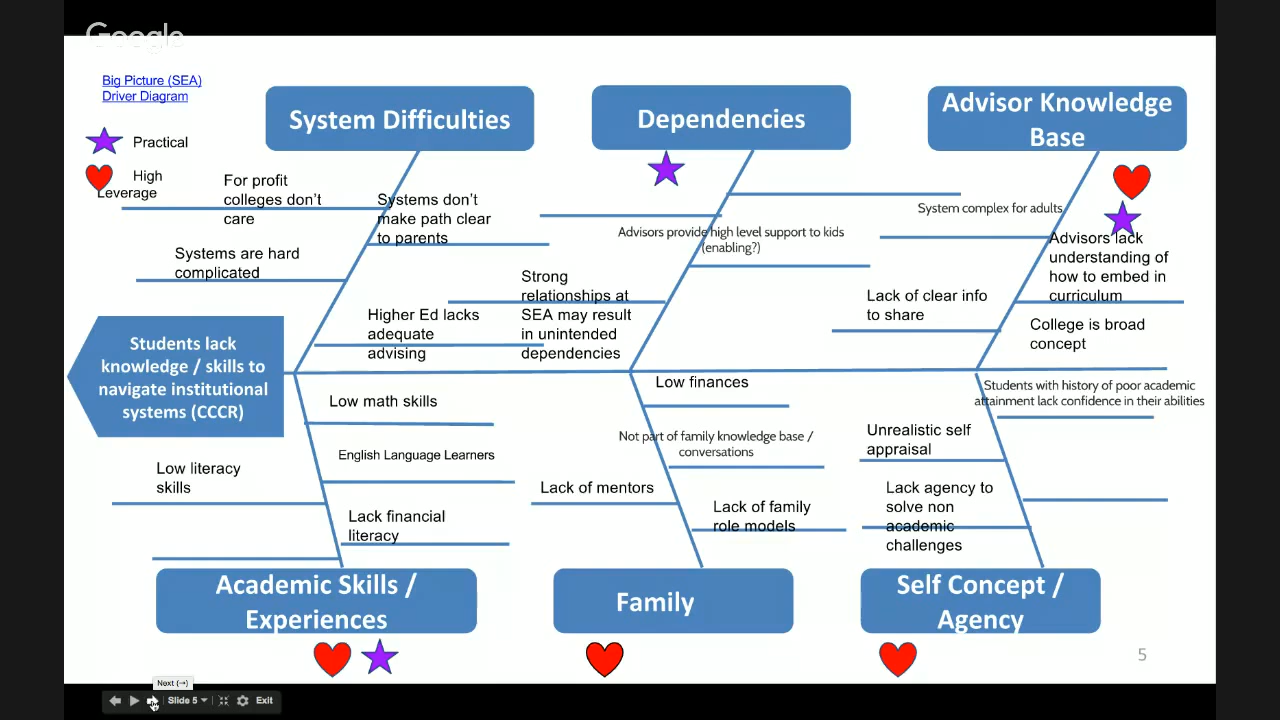 Google
Big Picture (SEA)
Driver Diagram
Practical
High
Leverage
System Difficulties
Dependencies
Advisor Knowledge
Base
For profit
colleges don't
care
Systems don't
make path clear
to parents
Systems are hard
complicated
Higher Ed lacks
adequate
advising
Advisors provide high level support to kids
(enabling?)
Strong
relationships at
SEA may result
in unintended
dependencies
System complex for adults
Advisors lack
understanding of
how to embed in
curriculum
Lack of clear info
to share
College is broad
concept
Students lack
knowledge / skills to
navigate institutional
systems (CCCR)
Low math skills
English Language Learners
Low literacy
skills
Lack financial
literacy
Low finances
Not part of family knowledge base /
conversations
Lack of mentors
Lack of family
role models
Students with history of poor academic
attainment lack confidence in their abilities
Unrealistic self
appraisal
Lack agency to
solve non
academic
challenges
Academic Skills /
Experiences
Family
Self Concept /
Agency
5
Next (→)
Slide 5
Exit